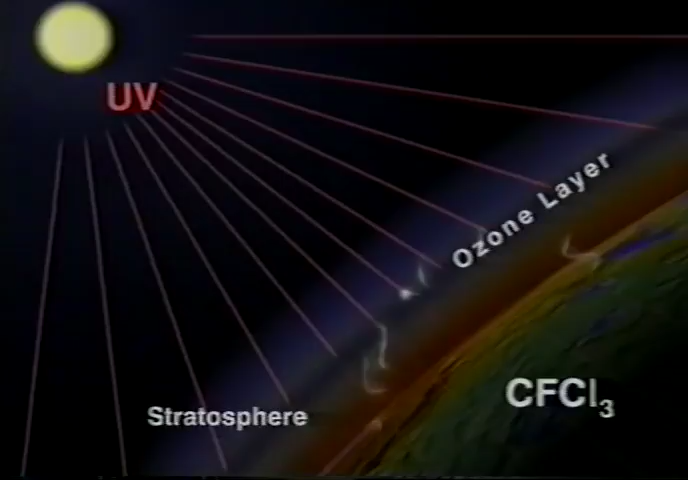 UV
Ozone Layer
CFCl₃
Stratosphere